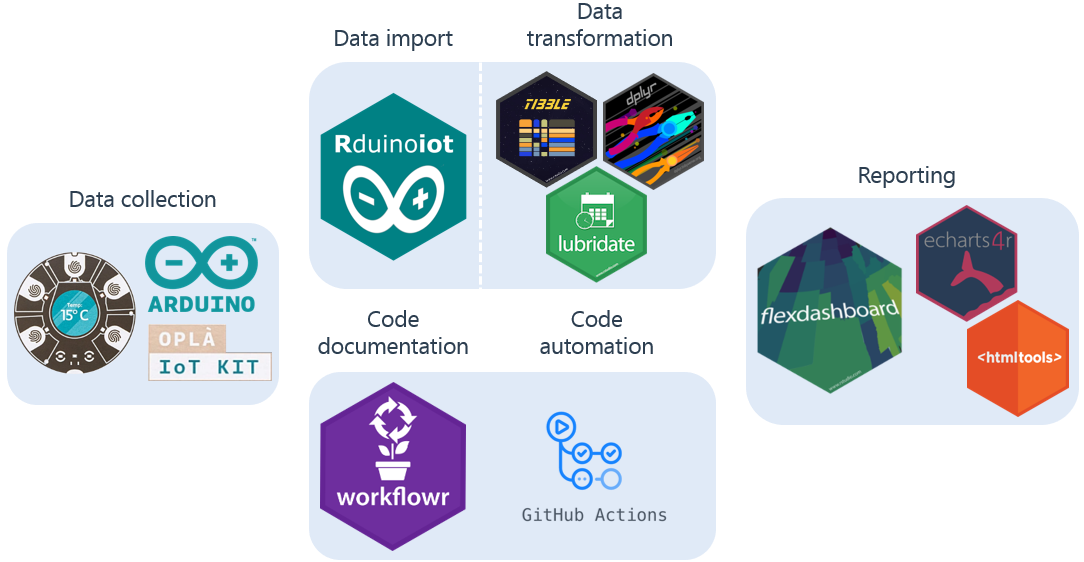 Data import
Data
transformation
TIBBLE
dplyr
Rduinoiot
lubridate
Data collection
Temp:
15°C
ARDUINO
TM
OPLÀ
IoT KIT
Reporting
echarts4r
flexdashboard
<htmltools>
Code
documentation
Code
automation
workflowr
GitHub Actions